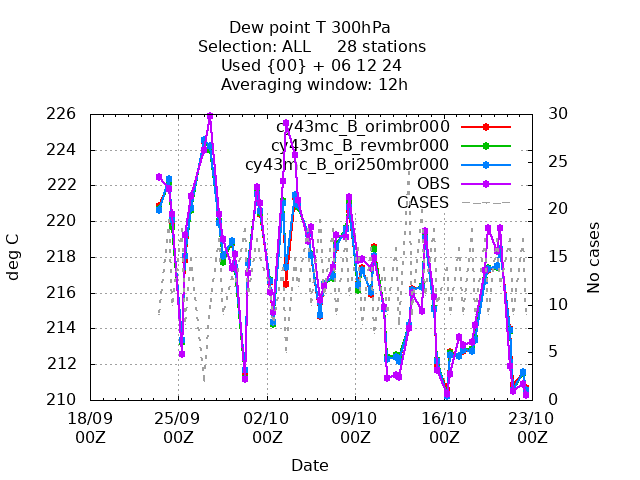 Dew point T 300hPa
Selection: ALL 28 stations
Used {00} + 06 12 24
Averaging window: 12h
cy43mc_B_orimbr000
cy43mc_B_revmbr000
cy43mc_B_ori250mbr000
OBS
CASES
226
224
222
220
218
216
214
212
210
deg C
30
25
20
15
10
5
0
No cases
18/09 25/09 02/10 09/10 16/10 23/10
00Z 00Z 00Z 00Z 00Z 00Z
Date